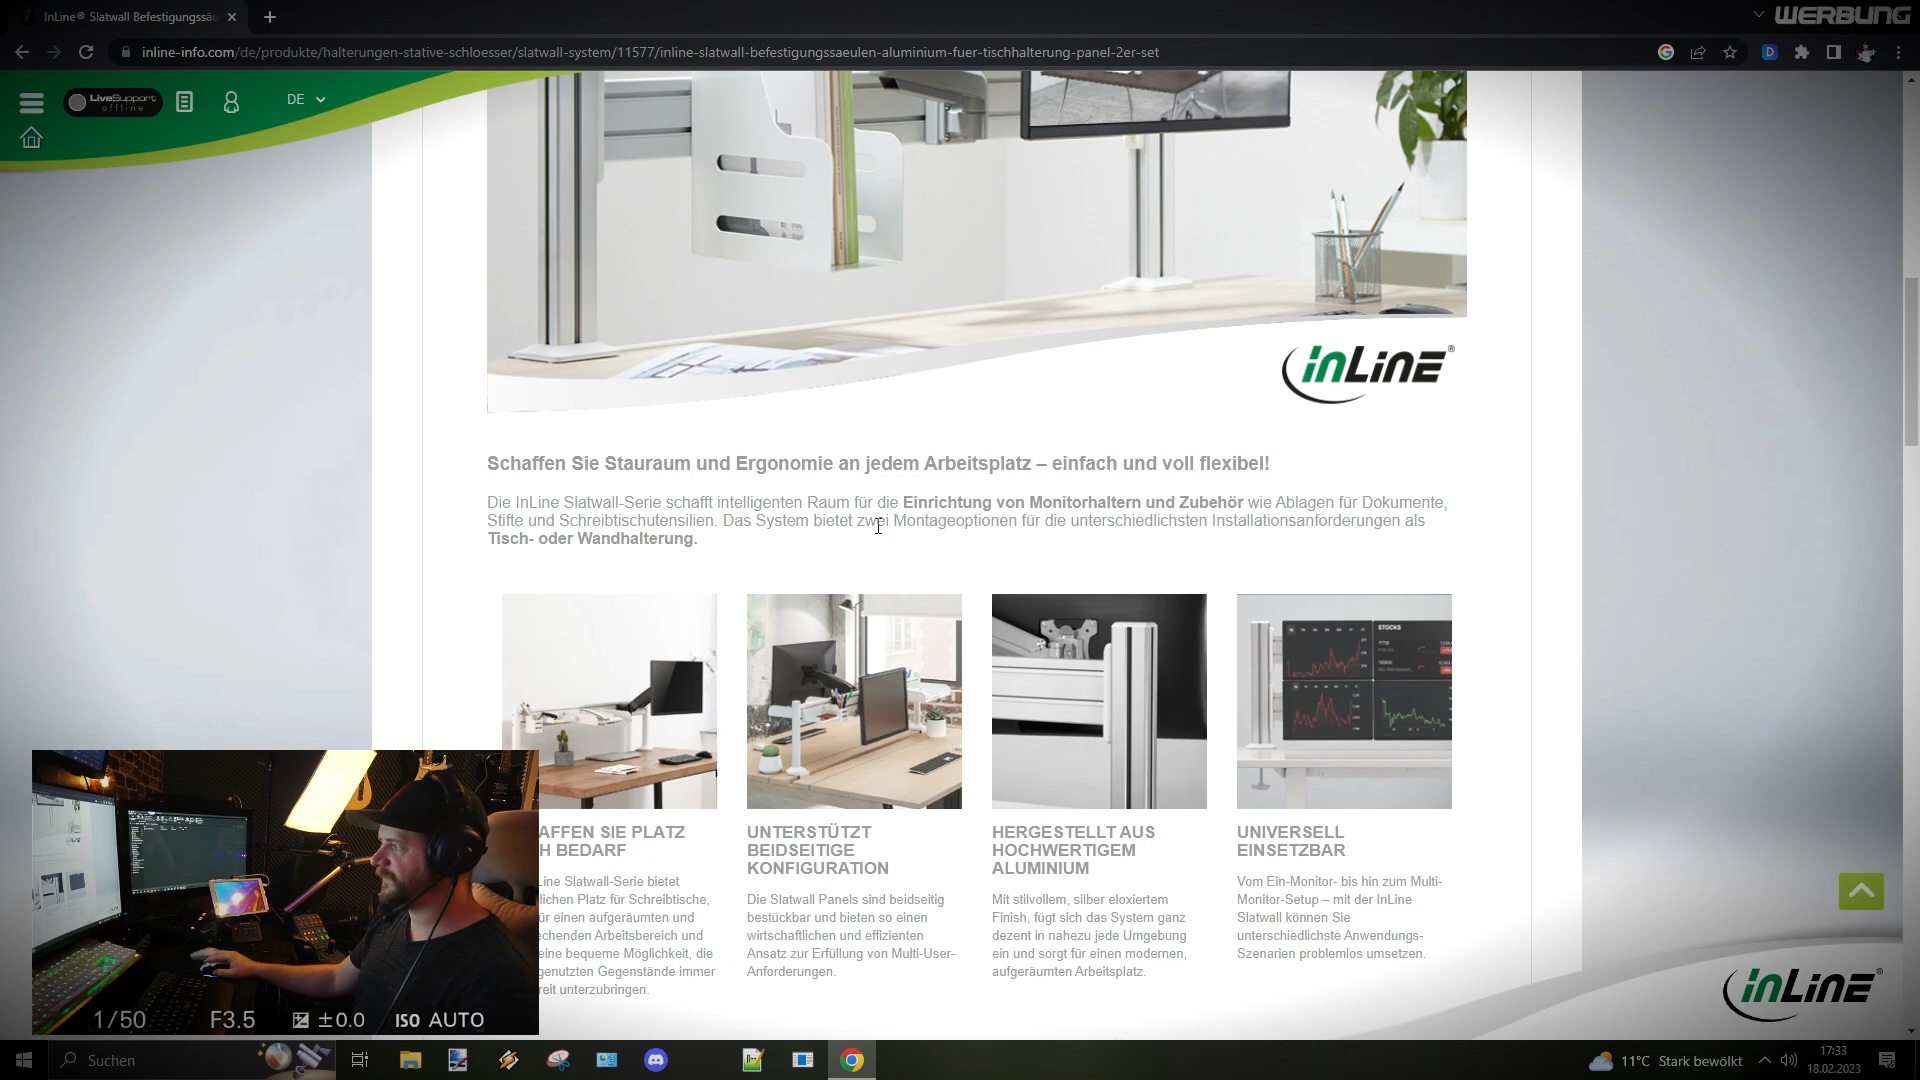 InLine® Slatwall Befestigungssäu
WERBUNG
inline-info.com/de/produkte/halterungen-stative-schloesser/slatwall-system/11577/inline-slatwall-befestigungssaeulen-aluminium-fuer-tischhalterung-panel-2er-set
LiveSupport
offline
DE
inLine®
Schaffen Sie Stauraum und Ergonomie an jedem Arbeitsplatz – einfach und voll flexibel!
Die InLine Slatwall-Serie schafft intelligenten Raum für die Einrichtung von Monitorhaltern und Zubehör wie Ablagen für Dokumente,
Stifte und Schreibtischutensilien. Das System bietet zwei Montageoptionen für die unterschiedlichsten Installationsanforderungen als
Tisch- oder Wandhalterung.
STOCKS
AFFEN SIE PLATZ
H BEDARF
Line Slatwall-Serie bietet
lichen Platz für Schreibtische,
ür einen aufgeräumten und
echenden Arbeitsbereich und
eine bequeme Möglichkeit, die
genutzten Gegenstände immer
reit unterzubringen.
UNTERSTÜTZT
BEIDSEITIGE
KONFIGURATION
Die Slatwall Panels sind beidseitig
bestückbar und bieten so einen
wirtschaftlichen und effizienten
Ansatz zur Erfüllung von Multi-User-
Anforderungen.
HERGESTELLT AUS
HOCHWERTIGEM
ALUMINIUM
Mit stilvollem, silber eloxiertem
Finish, fügt sich das System ganz
dezent in nahezu jede Umgebung
ein und sorgt für einen modernen,
aufgeräumten Arbeitsplatz.
UNIVERSELL
EINSETZBAR
Vom Ein-Monitor- bis hin zum Multi-
Monitor-Setup – mit der InLine
Slatwall können Sie
unterschiedlichste Anwendungs-
Szenarien problemlos umsetzen.
inLine®
1/50 F3.5 ±0.0 ISO AUTO
Suchen
11°C Stark bewölkt
17:33
18.02.2023